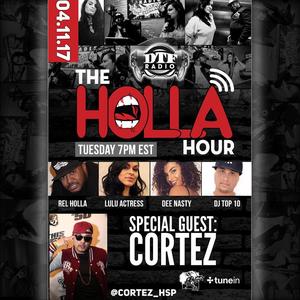 04.11.17
DTF
RADIO
THE
HOLLA
HOUR
TUESDAY 7PM EST
REL HOLLA
LULU ACTRESS
DEE NASTY
DJ TOP 10
SPECIAL GUEST:
CORTEZ
tunein
@CORTEZ_HSP